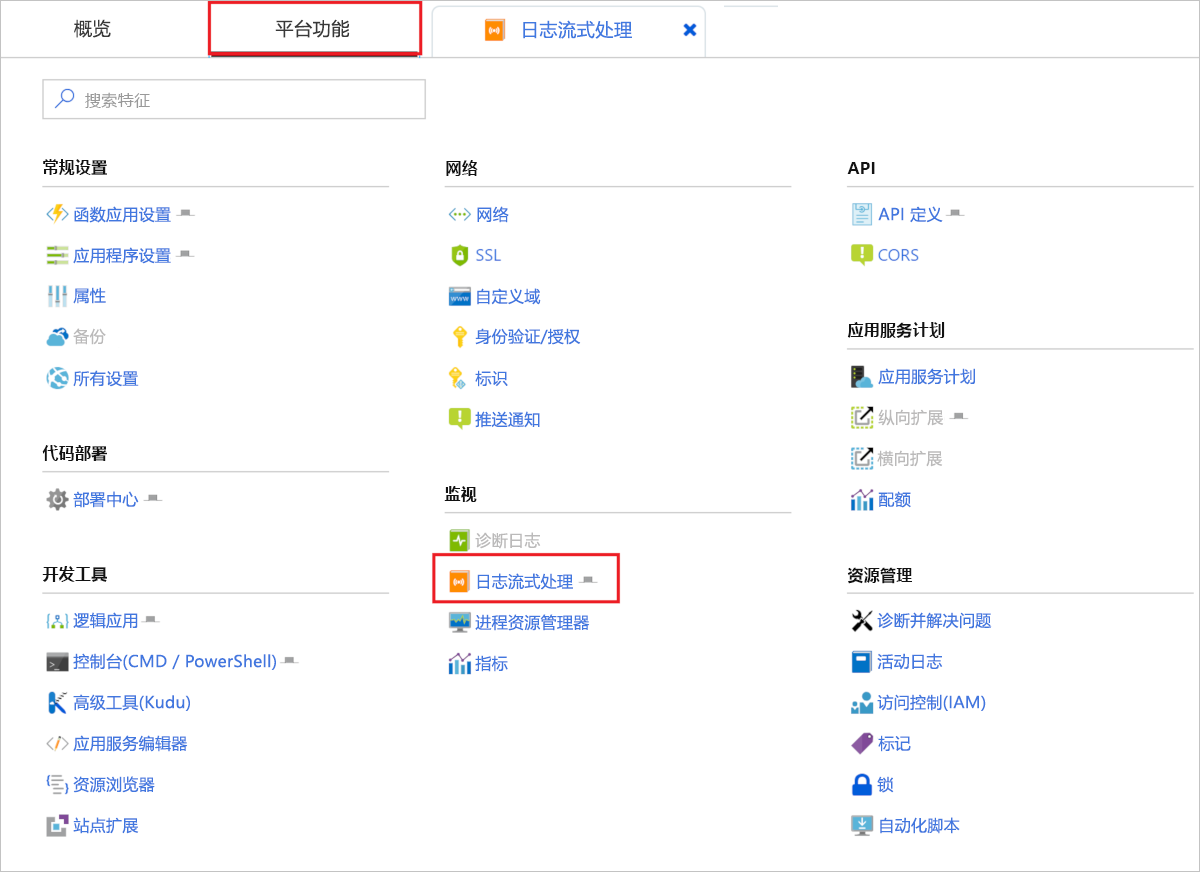 概览
平台功能
日志流式处理
搜索特征
常规设置
函数应用设置
应用程序设置
属性
备份
所有设置
代码部署
部署中心
开发工具
逻辑应用
控制台(CMD / PowerShell)
高级工具(Kudu)
应用服务编辑器
资源浏览器
站点扩展
网络
网络
SSL
www
自定义域
身份验证/授权
标识
推送通知
监视
诊断日志
日志流式处理
进程资源管理器
指标
API
API 定义
CORS
应用服务计划
应用服务计划
纵向扩展
横向扩展
配额
资源管理
诊断并解决问题
活动日志
访问控制(IAM)
标记
锁
自动化脚本